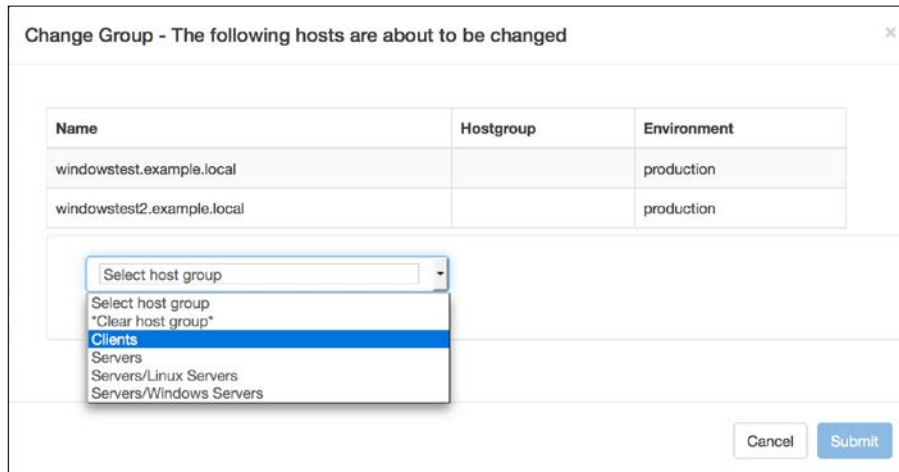 Change Group - The following hosts are about to be changed ×
Name Hostgroup Environment
windowstest.example.local production
windowstest2.example.local production
Select host group
Select host group
*Clear host group*
Clients
Servers
Servers/Linux Servers
Servers/Windows Servers
Cancel Submit